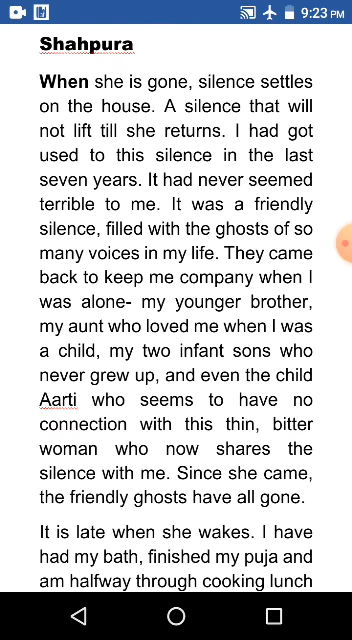 9:23 PM
Shahpura
When she is gone, silence settles
on the house. A silence that will
not lift till she returns. I had got
used to this silence in the last
seven years. It had never seemed
terrible to me. It was a friendly
silence, filled with the ghosts of so
many voices in my life. They came
back to keep me company when I
was alone- my younger brother,
my aunt who loved me when I was
a child, my two infant sons who
never grew up, and even the child
Aarti who seems to have no
connection with this thin, bitter
woman who now shares the
silence with me. Since she came,
the friendly ghosts have all gone.
It is late when she wakes. I have
had my bath, finished my puja and
am halfway through cooking lunch